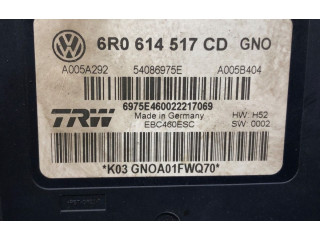 6R0 614 517 CD GNO
A005A292 54086975E A005B404
6975E460022217069
TRW Made in Germany HW: H52
EBC460ESC SW: 0002
*K03 GNOA01FWQ70*